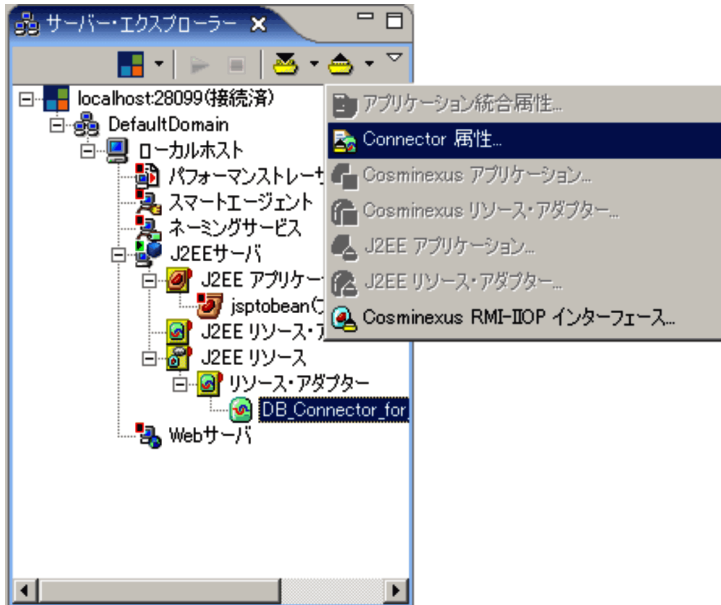 サーバー・エクスプローラー
localhost:28099(接続済)
DefaultDomain
ローカルホスト
パフォーマンストレーサ
スマートエージェント
ネーミングサービス
J2EEサーバ
J2EE アプリケー
jsptobean(
J2EE リソース・ア
J2EE リソース
リソース・アダプター
DB_Connector_for_
Webサーバ
アプリケーション統合属性...
Connector 属性...
Cosminexus アプリケーション...
Cosminexus リソース・アダプター...
J2EE アプリケーション...
J2EE リソース・アダプター...
Cosminexus RMI-IIOP インターフェース...